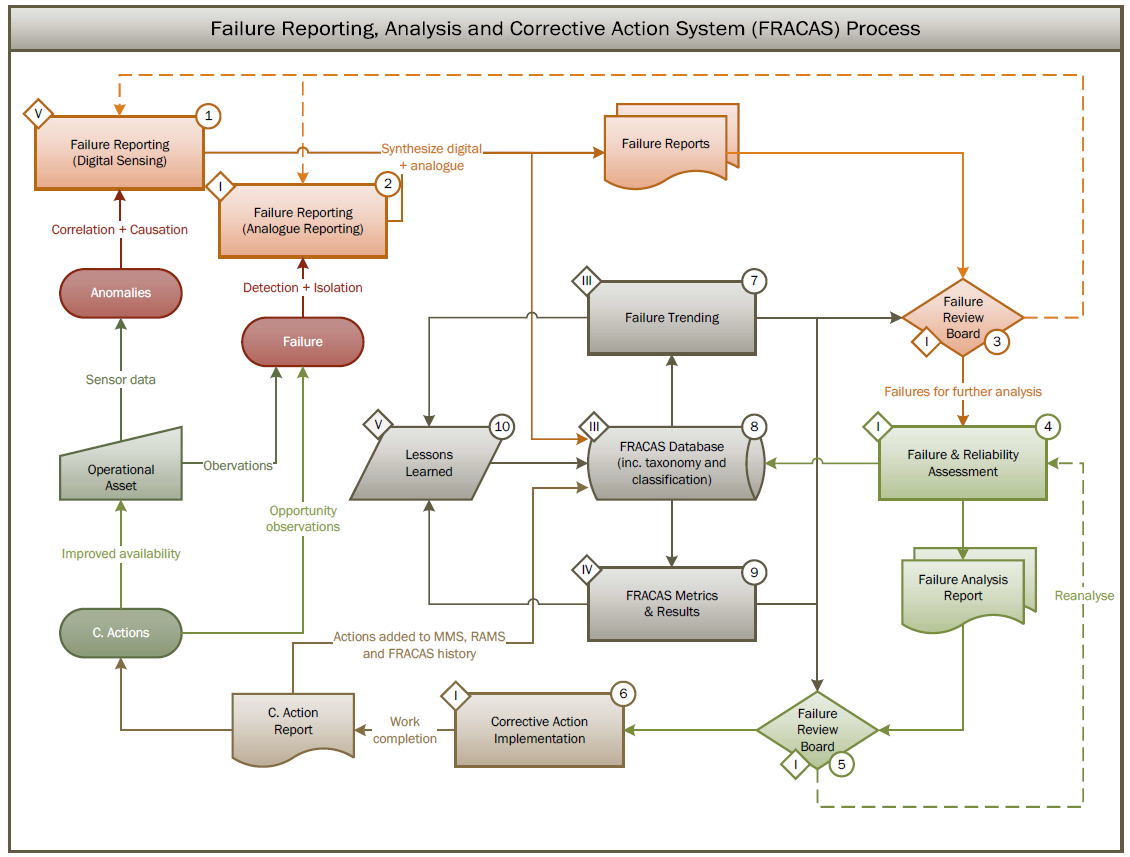 Failure Reporting, Analysis and Corrective Action System (FRACAS) Process
V
1
Failure Reporting
(Digital Sensing)
Synthesize digital
+ analogue
Failure Reports
I
2
Failure Reporting
(Analogue Reporting)
Correlation + Causation
Anomalies
Detection + Isolation
Failure
III
7
Failure Trending
Failure
Review
Board
I
3
Sensor data
Failures for further analysis
V
10
Lessons
Learned
III
8
FRACAS Database
(inc. taxonomy and
classification)
I
4
Failure & Reliability
Assessment
Operational
Asset
Obervations
Opportunity
observations
Improved availability
IV
9
FRACAS Metrics
& Results
Failure Analysis
Report
Reanalyse
C. Actions
Actions added to MMS, RAMS
and FRACAS history
C. Action
Report
Work
completion
I
6
Corrective Action
Implementation
Failure
Review
Board
I
5